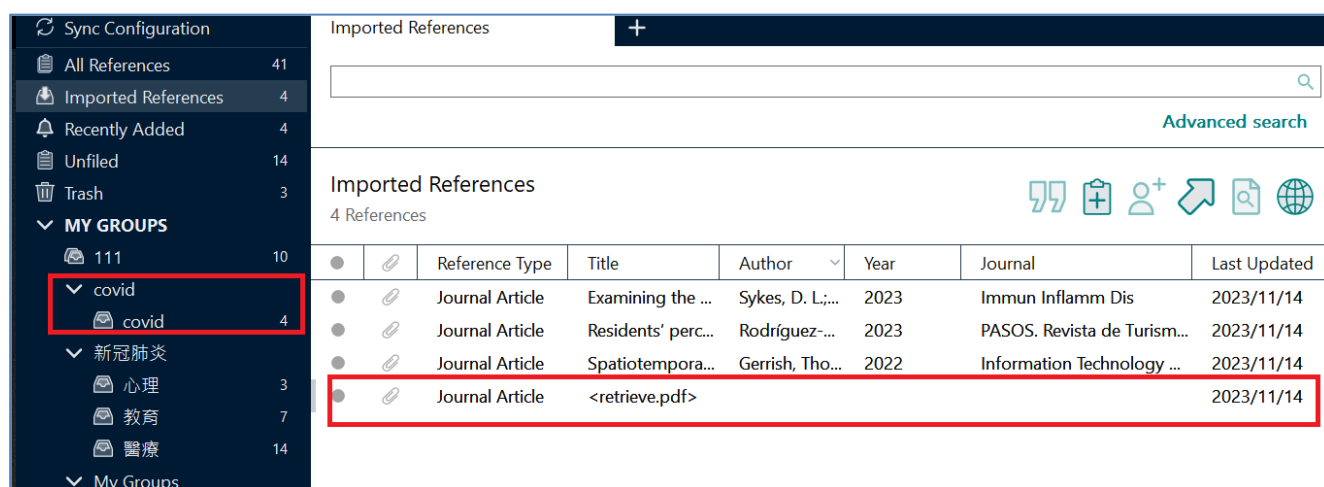 Sync Configuration
All References 41
Imported References 4
Recently Added 4
Unfiled 14
Trash 3
MY GROUPS
111 10
covid
covid 4
新冠肺炎
心理 3
教育 7
醫療 14
My Groups
Imported References +
Advanced search
Imported References
4 References
Reference Type Title Author Year Journal Last Updated
Journal Article Examining the ... Sykes, D. L.;... 2023 Immun Inflamm Dis 2023/11/14
Journal Article Residents' perc... Rodríguez-... 2023 PASOS. Revista de Turism... 2023/11/14
Journal Article Spatiotempora... Gerrish, Tho... 2022 Information Technology ... 2023/11/14
Journal Article <retrieve.pdf> 2023/11/14